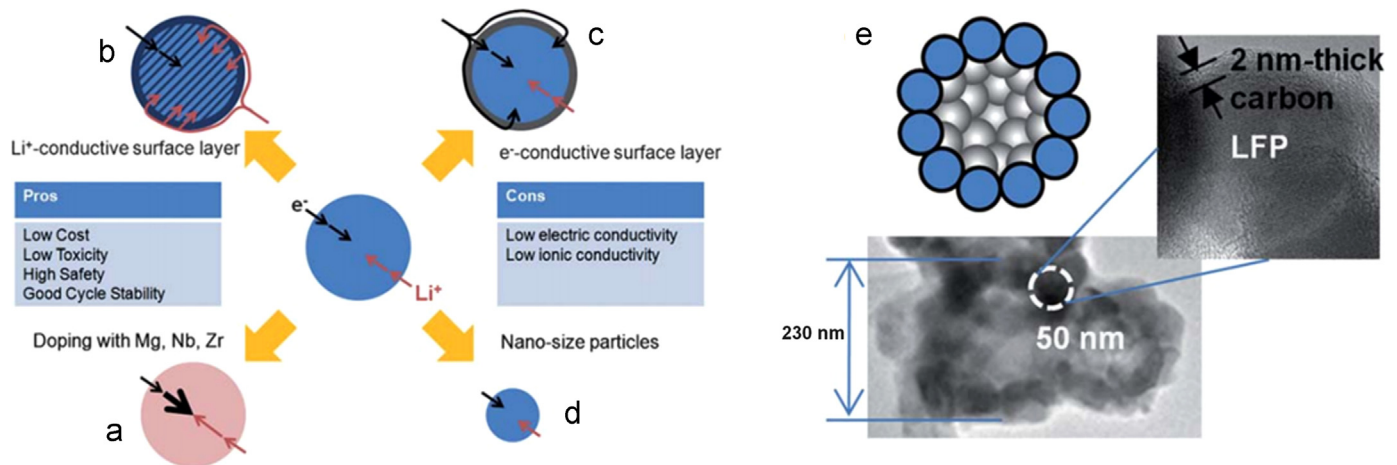 b
c
Li⁺-conductive surface layer
e⁻-conductive surface layer
Pros
Low Cost
Low Toxicity
High Safety
Good Cycle Stability
e⁻
Li⁺
Cons
Low electric conductivity
Low ionic conductivity
Doping with Mg, Nb, Zr
Nano-size particles
a
d
e
2 nm-thick
carbon
LFP
230 nm
50 nm